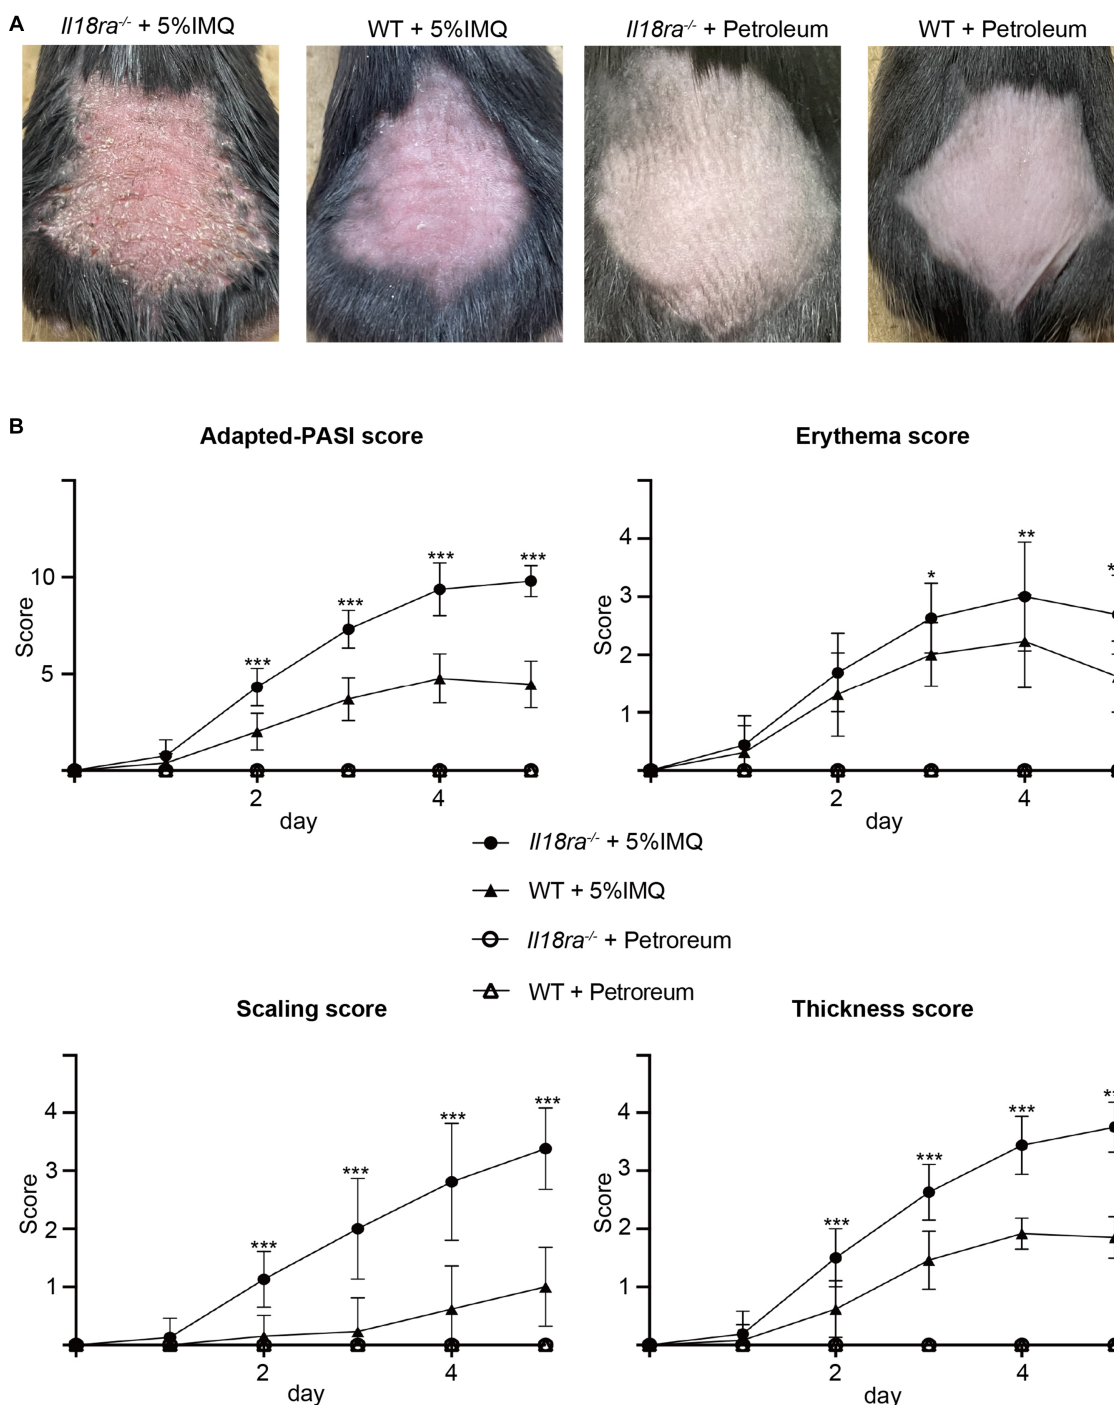 A
Il18ra-/- + 5%IMQ
WT + 5%IMQ
Il18ra-/- + Petroleum
WT + Petroleum
B
Adapted-PASI score
Score
10
5
***
***
***
***
2
4
day
Erythema score
Score
4
3
2
1
*
**
*
2
4
day
Il18ra-/- + 5%IMQ
WT + 5%IMQ
Il18ra-/- + Petroreum
WT + Petroreum
Scaling score
Score
4
3
2
1
***
***
***
***
2
4
day
Thickness score
Score
4
3
2
1
***
***
***
**
2
4
day